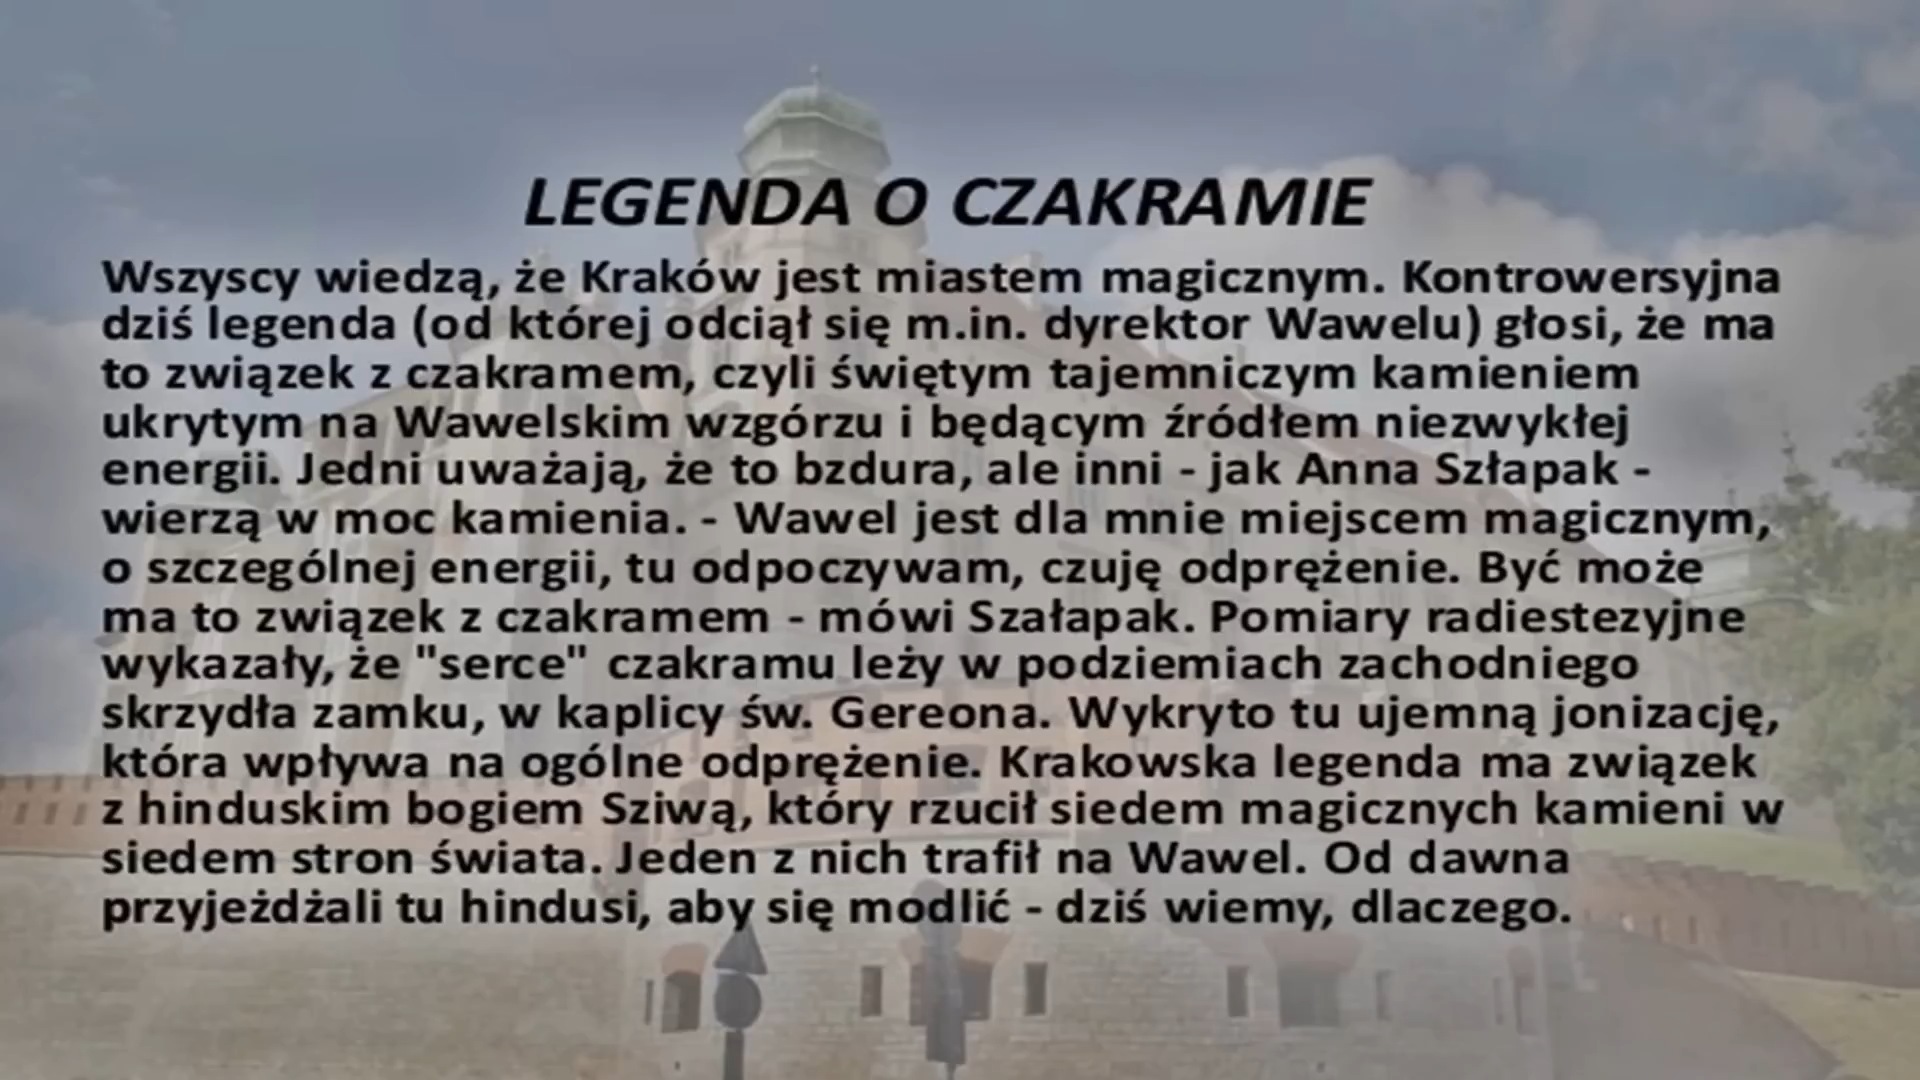 LEGENDA O CZAKRAMIE
Wszyscy wiedzą, że Kraków jest miastem magicznym. Kontrowersyjna
dziś legenda (od której odciął się m.in. dyrektor Wawelu) głosi, że ma
to związek z czakramem, czyli świętym tajemniczym kamieniem
ukrytym na Wawelskim wzgórzu i będącym źródłem niezwykłej
energii. Jedni uważają, że to bzdura, ale inni - jak Anna Szłapak -
wierzą w moc kamienia. - Wawel jest dla mnie miejscem magicznym,
o szczególnej energii, tu odpoczywam, czuję odprężenie. Być może
ma to związek z czakramem - mówi Szałapak. Pomiary radiestezyjne
wykazały, że "serce" czakramu leży w podziemiach zachodniego
skrzydła zamku, w kaplicy św. Gereona. Wykryto tu ujemną jonizację,
która wpływa na ogólne odprężenie. Krakowska legenda ma związek
z hinduskim bogiem Sziwą, który rzucił siedem magicznych kamieni w
siedem stron świata. Jeden z nich trafił na Wawel. Od dawna
przyjeżdżali tu hindusi, aby się modlić - dziś wiemy, dlaczego.